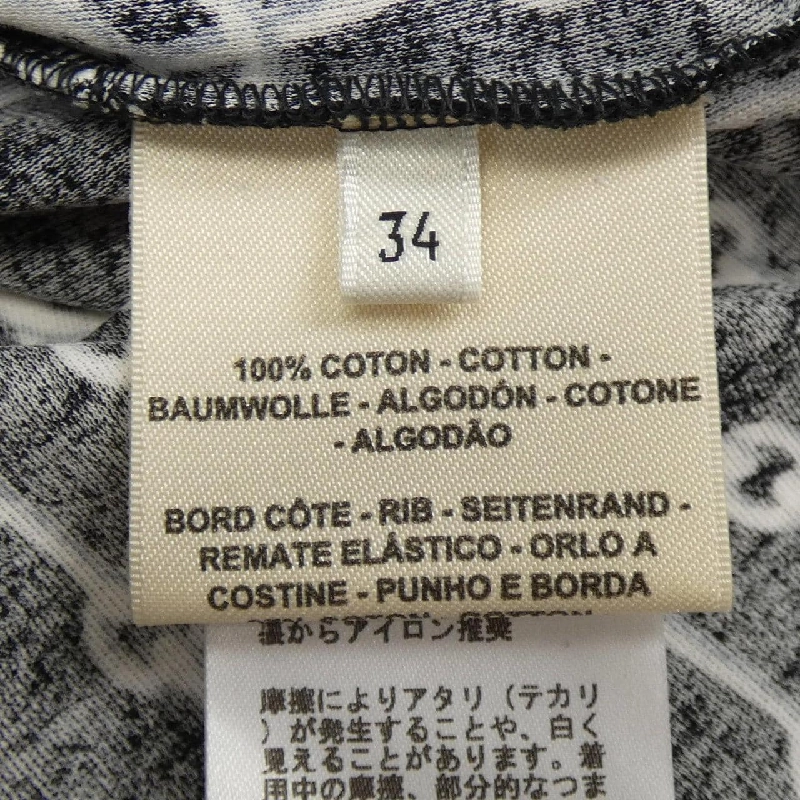 34
100% COTON - COTTON -
BAUMWOLLE - ALGODÓN - COTONE
- ALGODÃO
BORD CÔTE - RIB - SEITENRAND -
REMATE ELÁSTICO - ORLO A
COSTINE - PUNHO E BORDA
COTTON
裏からアイロン推奨
摩擦によりアタリ（テカリ
）が発生することや、白く
見えることがあります。着
用中の摩擦、部分的なつま